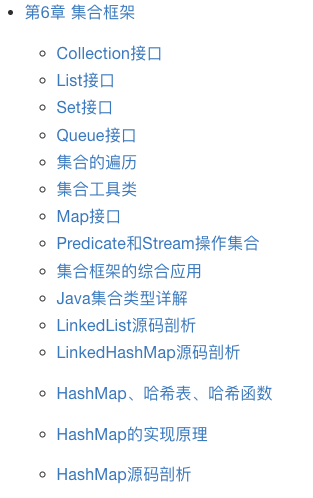 第6章 集合框架
Collection接口
List接口
Set接口
Queue接口
集合的遍历
集合工具类
Map接口
Predicate和Stream操作集合
集合框架的综合应用
Java集合类型详解
LinkedList源码剖析
LinkedHashMap源码剖析
HashMap、哈希表、哈希函数
HashMap的实现原理
HashMap源码剖析